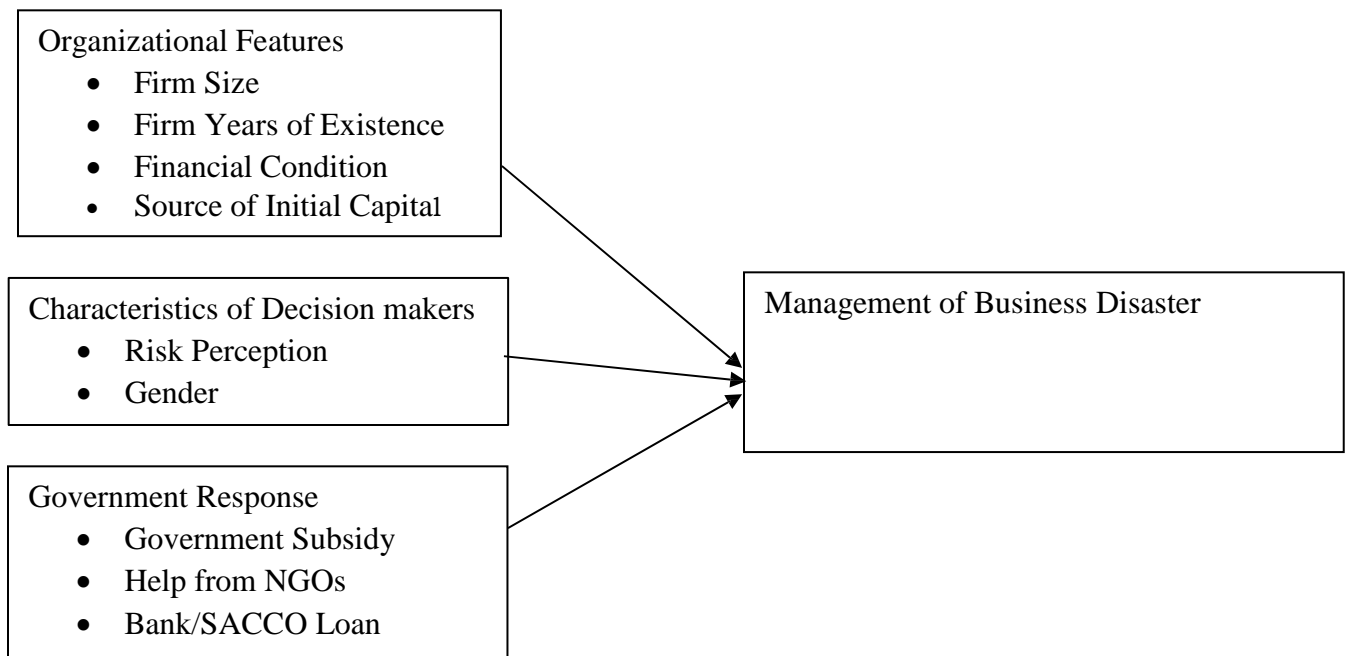 Organizational Features
• Firm Size
• Firm Years of Existence
• Financial Condition
• Source of Initial Capital
Characteristics of Decision makers
• Risk Perception
• Gender
Government Response
• Government Subsidy
• Help from NGOs
• Bank/SACCO Loan
Management of Business Disaster